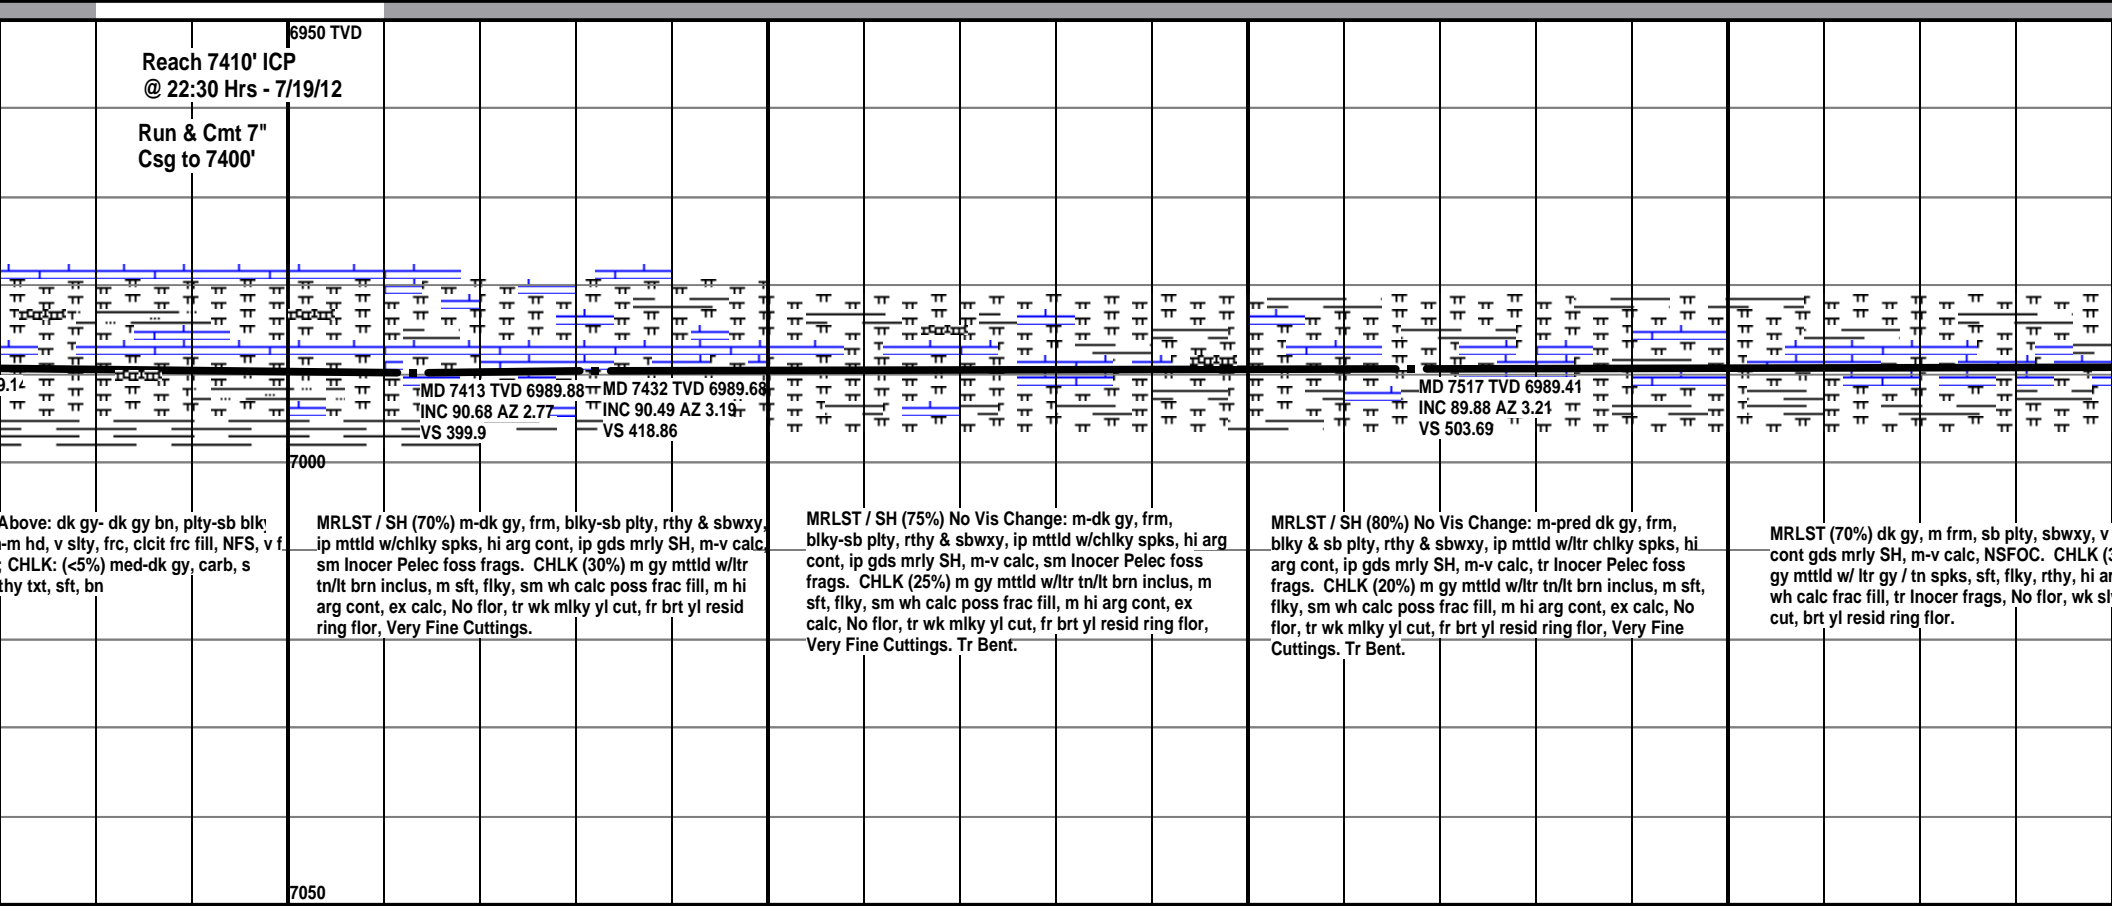 6950 TVD
Reach 7410' ICP
@ 22:30 Hrs - 7/19/12
Run & Cmt 7"
Csg to 7400'
MD 7413 TVD 6989.88
INC 90.68 AZ 2.77
VS 399.9
MD 7432 TVD 6989.68
INC 90.49 AZ 3.19
VS 418.86
MD 7517 TVD 6989.41
INC 89.88 AZ 3.21
VS 503.69
7000
Above: dk gy- dk gy bn, plty-sb blky
-m hd, v slty, frc, clcit frc fill, NFS, v f
; CHLK: (<5%) med-dk gy, carb, s
thy txt, sft, bn
MRLST / SH (70%) m-dk gy, frm, blky-sb plty, rthy & sbwxy,
ip mttld w/chlky spks, hi arg cont, ip gds mrly SH, m-v calc,
sm Inocer Pelec foss frags.  CHLK (30%) m gy mttld w/ltr
tn/lt brn inclus, m sft, flky, sm wh calc poss frac fill, m hi
arg cont, ex calc, No flor, tr wk mlky yl cut, fr brt yl resid
ring flor, Very Fine Cuttings.
MRLST / SH (75%) No Vis Change: m-dk gy, frm,
blky-sb plty, rthy & sbwxy, ip mttld w/chlky spks, hi arg
cont, ip gds mrly SH, m-v calc, sm Inocer Pelec foss
frags.  CHLK (25%) m gy mttld w/ltr tn/lt brn inclus, m
sft, flky, sm wh calc poss frac fill, m hi arg cont, ex
calc, No flor, tr wk mlky yl cut, fr brt yl resid ring flor,
Very Fine Cuttings. Tr Bent.
MRLST / SH (80%) No Vis Change: m-pred dk gy, frm,
blky & sb plty, rthy & sbwxy, ip mttld w/ltr chlky spks, hi
arg cont, ip gds mrly SH, m-v calc, tr Inocer Pelec foss
frags.  CHLK (20%) m gy mttld w/ltr tn/lt brn inclus, m sft,
flky, sm wh calc poss frac fill, m hi arg cont, ex calc, No
flor, tr wk mlky yl cut, fr brt yl resid ring flor, Very Fine
Cuttings. Tr Bent.
MRLST (70%) dk gy, m frm, sb plty, sbwxy, v
cont gds mrly SH, m-v calc, NSFOC.  CHLK (3
gy mttld w/ ltr gy / tn spks, sft, flky, rthy, hi ar
wh calc frac fill, tr Inocer frags, No flor, wk sl
cut, brt yl resid ring flor.
7050